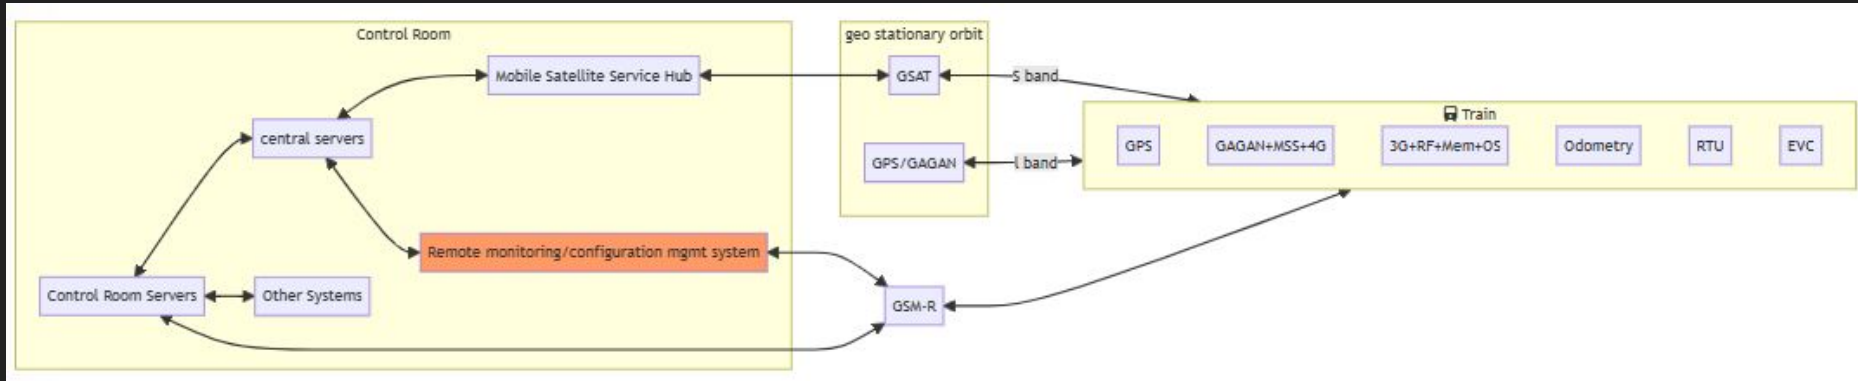 Control Room
Mobile Satellite Service Hub
central servers
Remote monitoring/configuration mgmt system
Control Room Servers
Other Systems
geo stationary orbit
GSAT
GPS/GAGAN
GSM-R
S band
l band
Train
GPS
GAGAN+MSS+4G
3G+RF+Mem+OS
Odometry
RTU
EVC